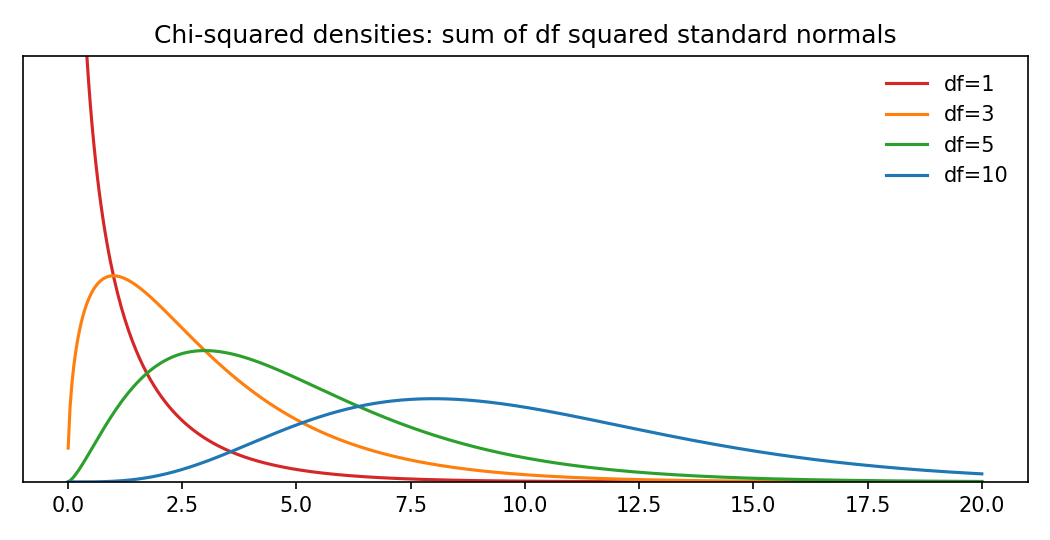 Chi-squared densities: sum of df squared standard normals
df=1
df=3
df=5
df=10
0.0 2.5 5.0 7.5 10.0 12.5 15.0 17.5 20.0